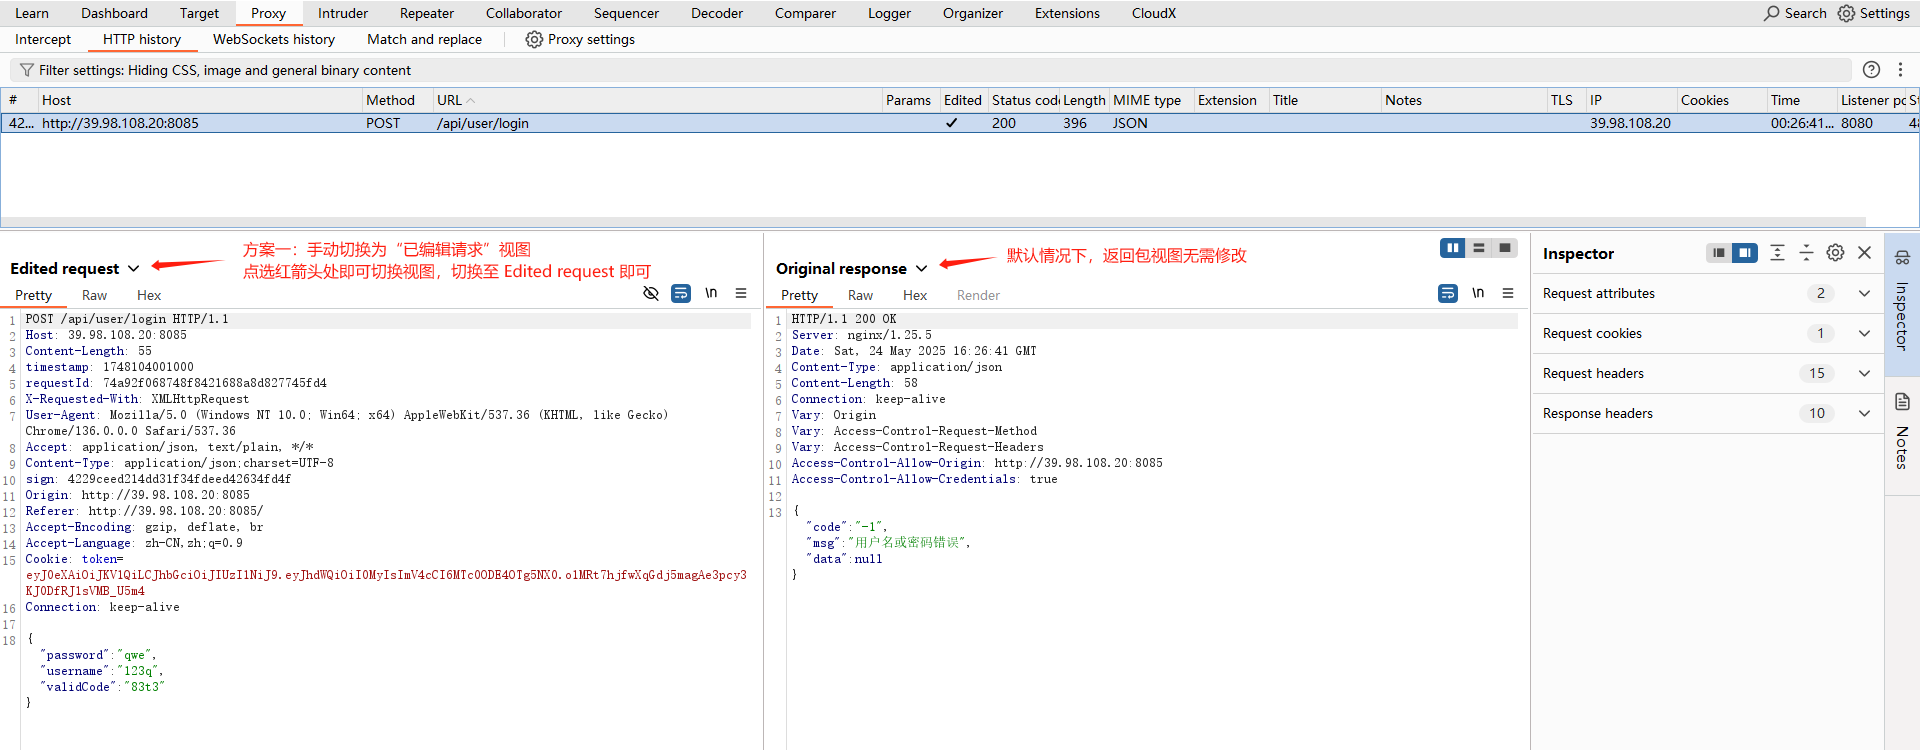 Learn Dashboard Target Proxy Intruder Repeater Collaborator Sequencer Decoder Comparer Logger Organizer Extensions CloudX Search Settings
Intercept HTTP history WebSockets history Match and replace Proxy settings
Filter settings: Hiding CSS, image and general binary content
# Host Method URL Params Edited Status cod Length MIME type Extension Title Notes TLS IP Cookies Time Listener po St
42... http://39.98.108.20:8085 POST /api/user/login ✓ 200 396 JSON 39.98.108.20 00:26:41... 8080 48
方案一：手动切换为“已编辑请求”视图
点选红箭头处即可切换视图，切换至 Edited request 即可
Edited request
Pretty Raw Hex \n
1 POST /api/user/login HTTP/1.1
2 Host: 39.98.108.20:8085
3 Content-Length: 55
4 timestamp: 1748104001000
5 requestId: 74a92f068748f8421688a8d827745fd4
6 X-Requested-With: XMLHttpRequest
7 User-Agent: Mozilla/5.0 (Windows NT 10.0; Win64; x64) AppleWebKit/537.36 (KHTML, like Gecko)
Chrome/136.0.0.0 Safari/537.36
8 Accept: application/json, text/plain, */*
9 Content-Type: application/json;charset=UTF-8
10 sign: 4229ceed214dd31f34fdeed42634fd4f
11 Origin: http://39.98.108.20:8085
12 Referer: http://39.98.108.20:8085/
13 Accept-Encoding: gzip, deflate, br
14 Accept-Language: zh-CN,zh;q=0.9
15 Cookie: token=
eyJ0eXAiOiJKV1QiLCJhbGciOiJIUzI1NiJ9.eyJhdWQiOiI0MyIsImV4cCI6MTc0ODE4OTg5NX0.o1MRt7hjfwXqGdj5magAe3pcy3
KJ0DfRJ1sVMB_U5m4
16 Connection: keep-alive
17
18 {
"password":"qwe",
"username":"123q",
"validCode":"83t3"
}
默认情况下，返回包视图无需修改
Original response
Pretty Raw Hex Render \n
1 HTTP/1.1 200 OK
2 Server: nginx/1.25.5
3 Date: Sat, 24 May 2025 16:26:41 GMT
4 Content-Type: application/json
5 Content-Length: 58
6 Connection: keep-alive
7 Vary: Origin
8 Vary: Access-Control-Request-Method
9 Vary: Access-Control-Request-Headers
10 Access-Control-Allow-Origin: http://39.98.108.20:8085
11 Access-Control-Allow-Credentials: true
12
13 {
"code":"-1",
"msg":"用户名或密码错误",
"data":null
}
Inspector
Request attributes 2
Request cookies 1
Request headers 15
Response headers 10
Inspector
Notes